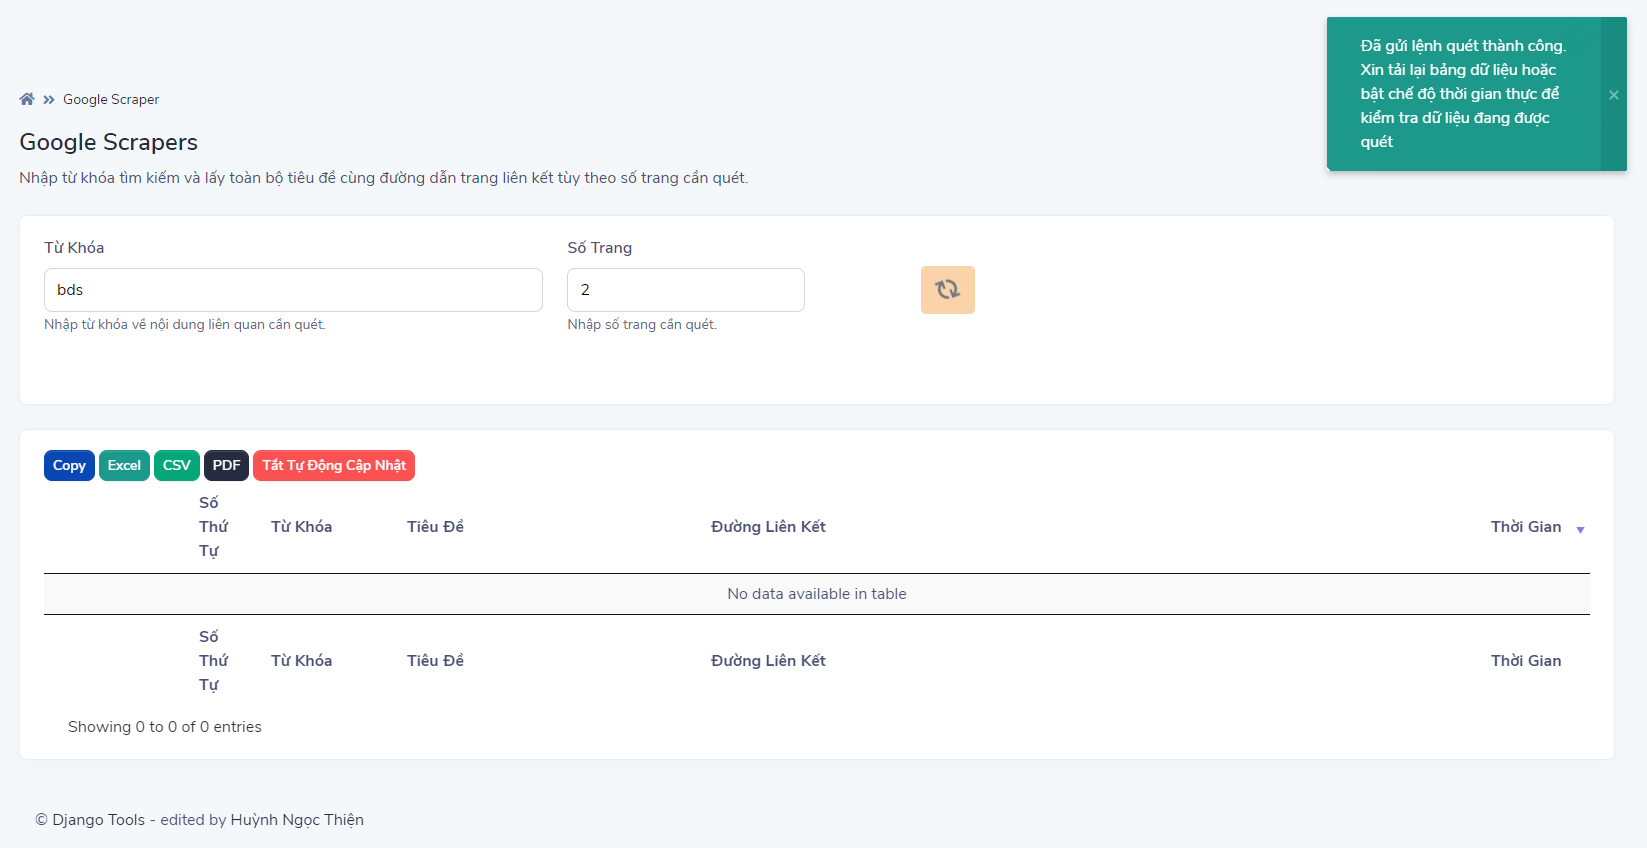 Đã gửi lệnh quét thành công.
Xin tải lại bảng dữ liệu hoặc
bật chế độ thời gian thực để
kiểm tra dữ liệu đang được
quét
×
Google Scraper
Google Scrapers
Nhập từ khóa tìm kiếm và lấy toàn bộ tiêu đề cùng đường dẫn trang liên kết tùy theo số trang cần quét.
Từ Khóa
Số Trang
bds
2
Nhập từ khóa về nội dung liên quan cần quét.
Nhập số trang cần quét.
Copy Excel CSV PDF Tắt Tự Động Cập Nhật
Số
Thứ
Tự
Từ Khóa
Tiêu Đề
Đường Liên Kết
Thời Gian
No data available in table
Số
Thứ
Tự
Từ Khóa
Tiêu Đề
Đường Liên Kết
Thời Gian
Showing 0 to 0 of 0 entries
© Django Tools - edited by Huỳnh Ngọc Thiện